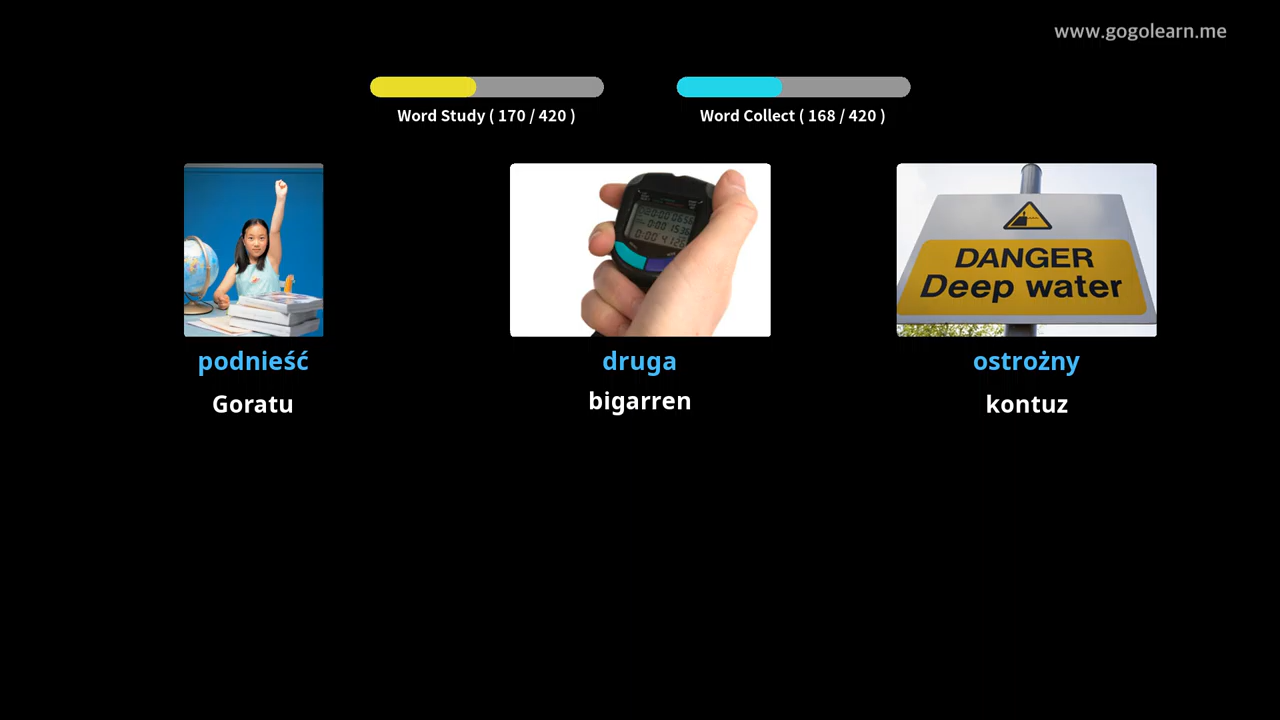 www.gogolearn.me
Word Study ( 170 / 420 )
Word Collect ( 168 / 420 )
DANGER
Deep water
podnieść
druga
ostrożny
Goratu
bigarren
kontuz